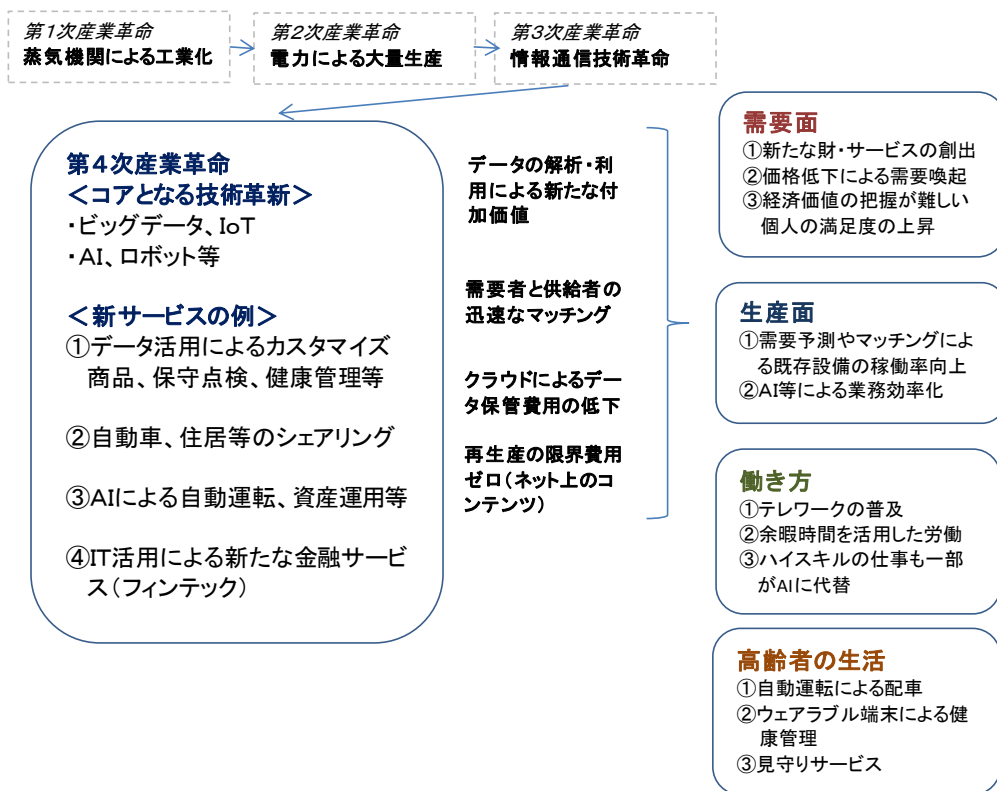 第1次産業革命
蒸気機関による工業化
第2次産業革命
電力による大量生産
第3次産業革命
情報通信技術革命
第4次産業革命
＜コアとなる技術革新＞
・ビッグデータ、IoT
・AI、ロボット等
＜新サービスの例＞
①データ活用によるカスタマイズ
商品、保守点検、健康管理等
②自動車、住居等のシェアリング
③AIによる自動運転、資産運用等
④IT活用による新たな金融サービ
ス（フィンテック）
データの解析・利
用による新たな付
加価値
需要者と供給者の
迅速なマッチング
クラウドによるデー
タ保管費用の低下
再生産の限界費用
ゼロ（ネット上のコ
ンテンツ）
需要面
①新たな財・サービスの創出
②価格低下による需要喚起
③経済価値の把握が難しい
個人の満足度の上昇
生産面
①需要予測やマッチングによ
る既存設備の稼働率向上
②AI等による業務効率化
働き方
①テレワークの普及
②余暇時間を活用した労働
③ハイスキルの仕事も一部
がAIに代替
高齢者の生活
①自動運転による配車
②ウェアラブル端末による健
康管理
③見守りサービス